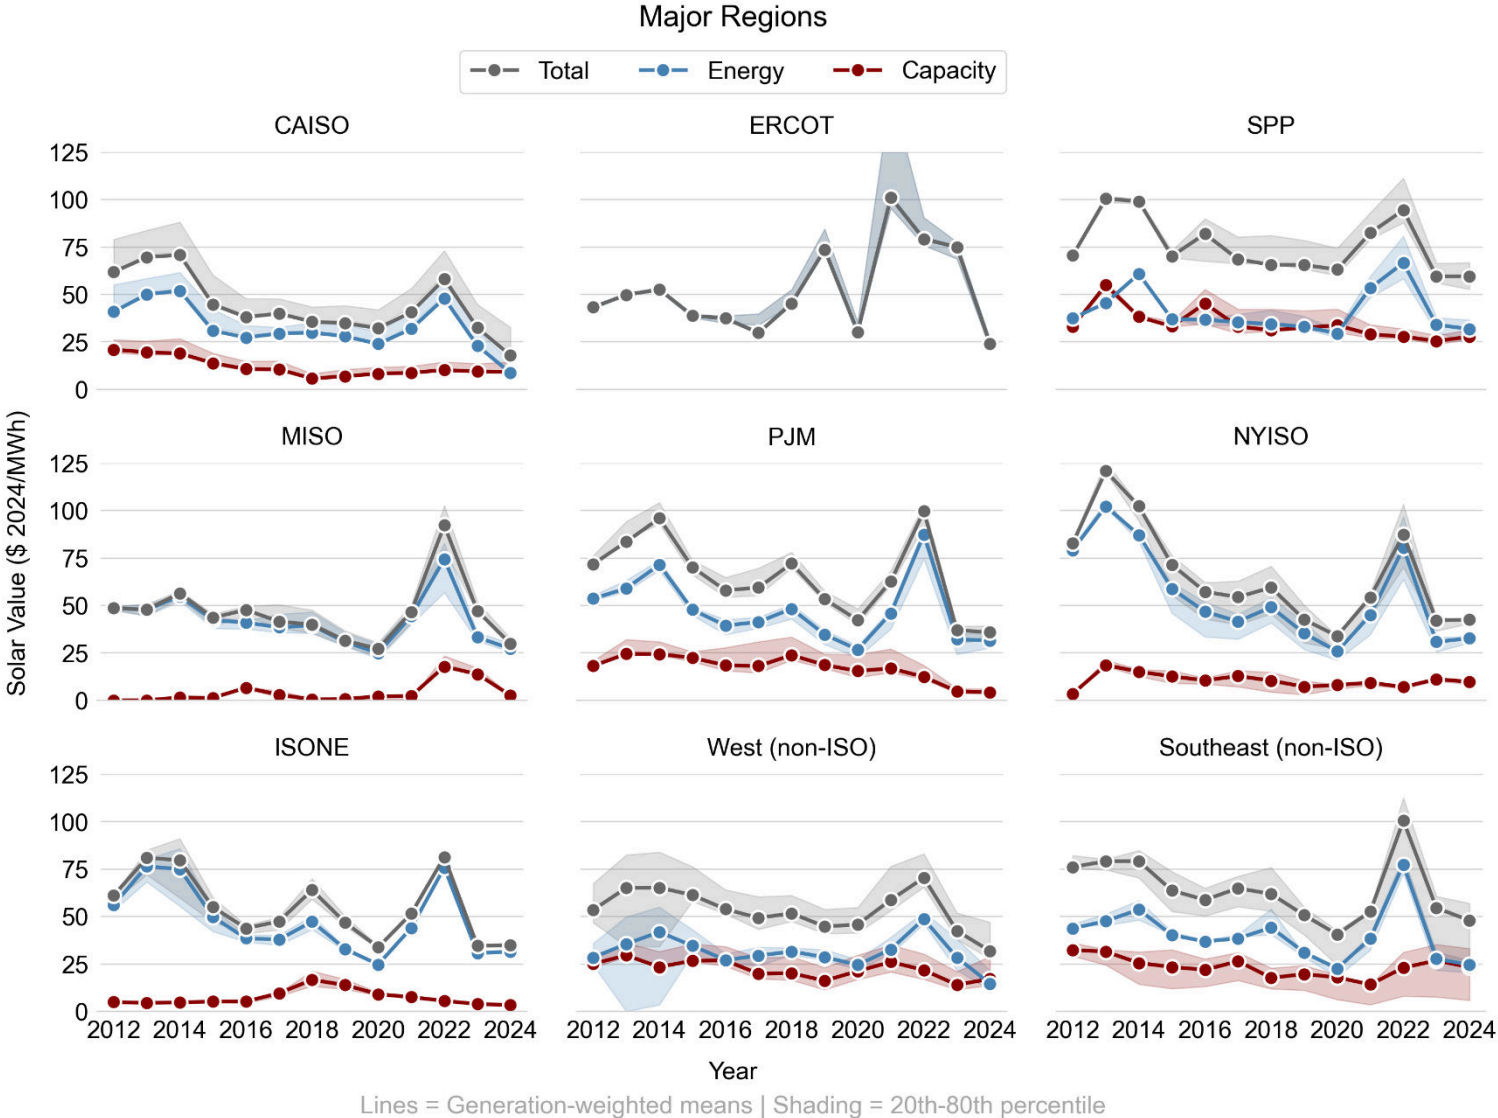 Major Regions
Total Energy Capacity
CAISO ERCOT SPP
125
100
75
50
25
0
MISO PJM NYISO
125
100
75
50
25
0
Solar Value ($ 2024/MWh)
ISONE West (non-ISO) Southeast (non-ISO)
125
100
75
50
25
0
2012 2014 2016 2018 2020 2022 2024 2012 2014 2016 2018 2020 2022 2024 2012 2014 2016 2018 2020 2022 2024
Year
Lines = Generation-weighted means | Shading = 20th-80th percentile